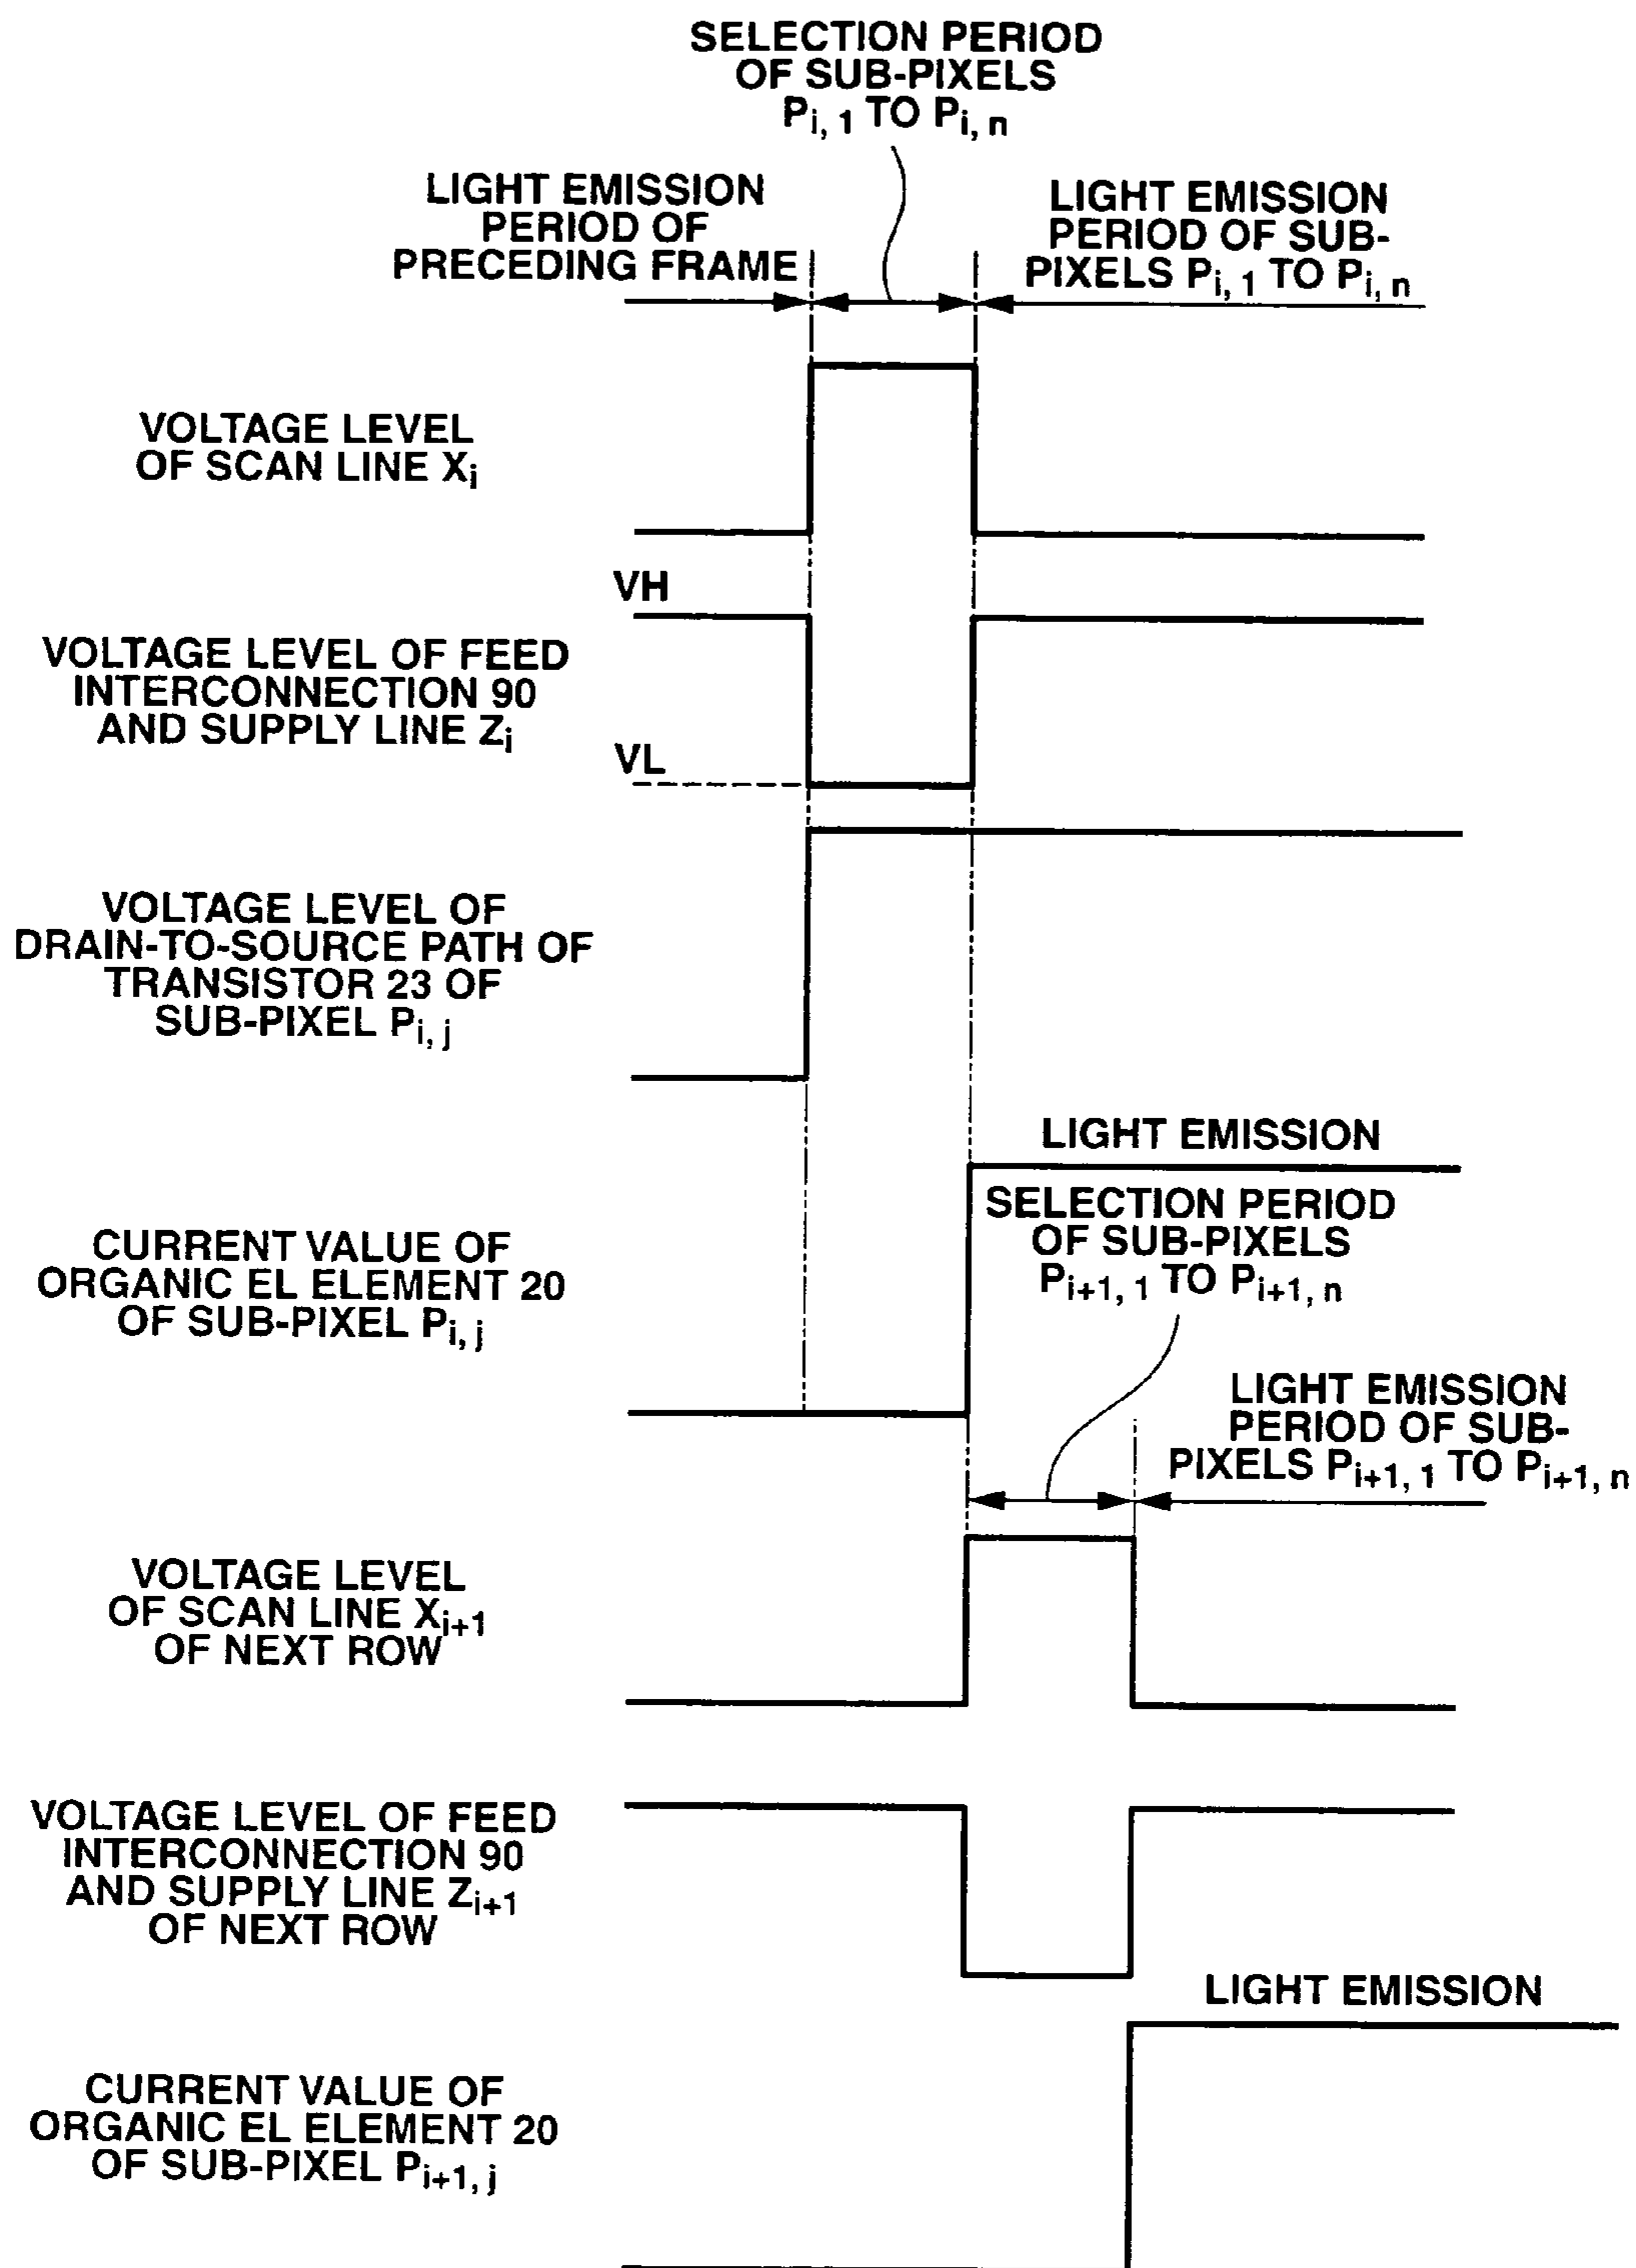 SELECTION PERIOD
OF SUB-PIXELS
Pi, 1 TO Pi, n
LIGHT EMISSION
PERIOD OF
PRECEDING FRAME
LIGHT EMISSION
PERIOD OF SUB-
PIXELS Pi, 1 TO Pi, n
VOLTAGE LEVEL
OF SCAN LINE Xi
VH
VOLTAGE LEVEL OF FEED
INTERCONNECTION 90
AND SUPPLY LINE Zi
VL
VOLTAGE LEVEL OF
DRAIN-TO-SOURCE PATH OF
TRANSISTOR 23 OF
SUB-PIXEL Pi, j
LIGHT EMISSION
CURRENT VALUE OF
ORGANIC EL ELEMENT 20
OF SUB-PIXEL Pi, j
SELECTION PERIOD
OF SUB-PIXELS
Pi+1, 1 TO Pi+1, n
LIGHT EMISSION
PERIOD OF SUB-
PIXELS Pi+1, 1 TO Pi+1, n
VOLTAGE LEVEL
OF SCAN LINE Xi+1
OF NEXT ROW
VOLTAGE LEVEL OF FEED
INTERCONNECTION 90
AND SUPPLY LINE Zi+1
OF NEXT ROW
LIGHT EMISSION
CURRENT VALUE OF
ORGANIC EL ELEMENT 20
OF SUB-PIXEL Pi+1, j